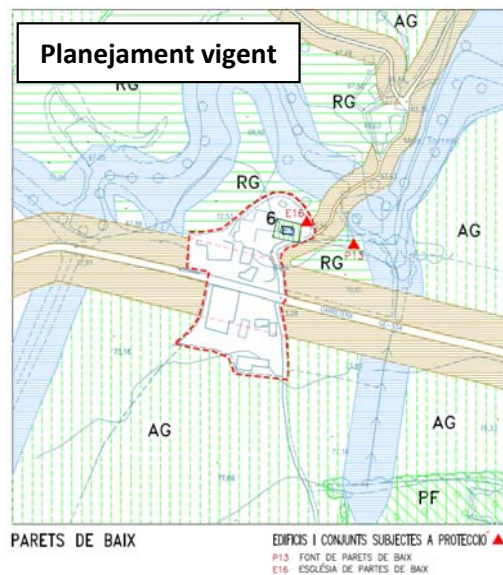 Planejament vigent
AG
RG
RG
RG
AG
6
E16
P13
RG
AG
AG
AG
PF
PARETS DE BAIX
EDIFICIS I CONJUNTS SUBJECTES A PROTECCIÓ
P13 FONT DE PARETS DE BAIX
E16 ESGLÉSIA DE PARTES DE BAIX